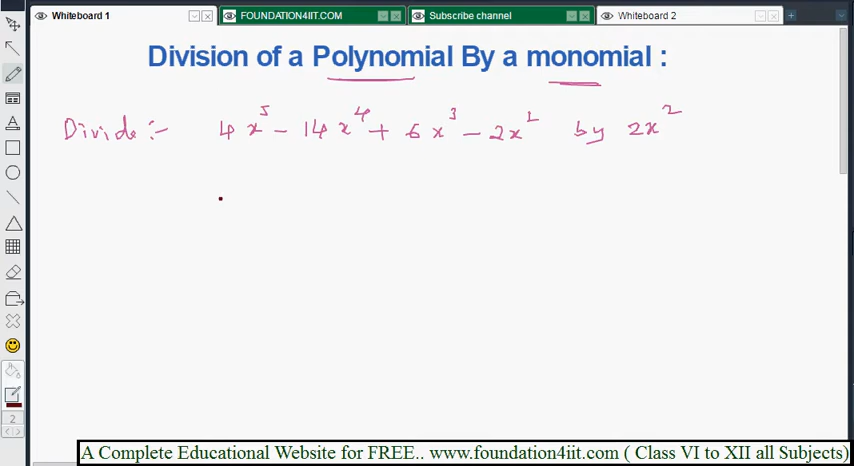 Whiteboard 1 FOUNDATION4IIT.COM Subscribe channel Whiteboard 2
Division of a Polynomial By a monomial :
Divide :- 4x⁵ - 14x⁴ + 6x³ - 2x² by 2x²
2
A Complete Educational Website for FREE.. www.foundation4iit.com ( Class VI to XII all Subjects)